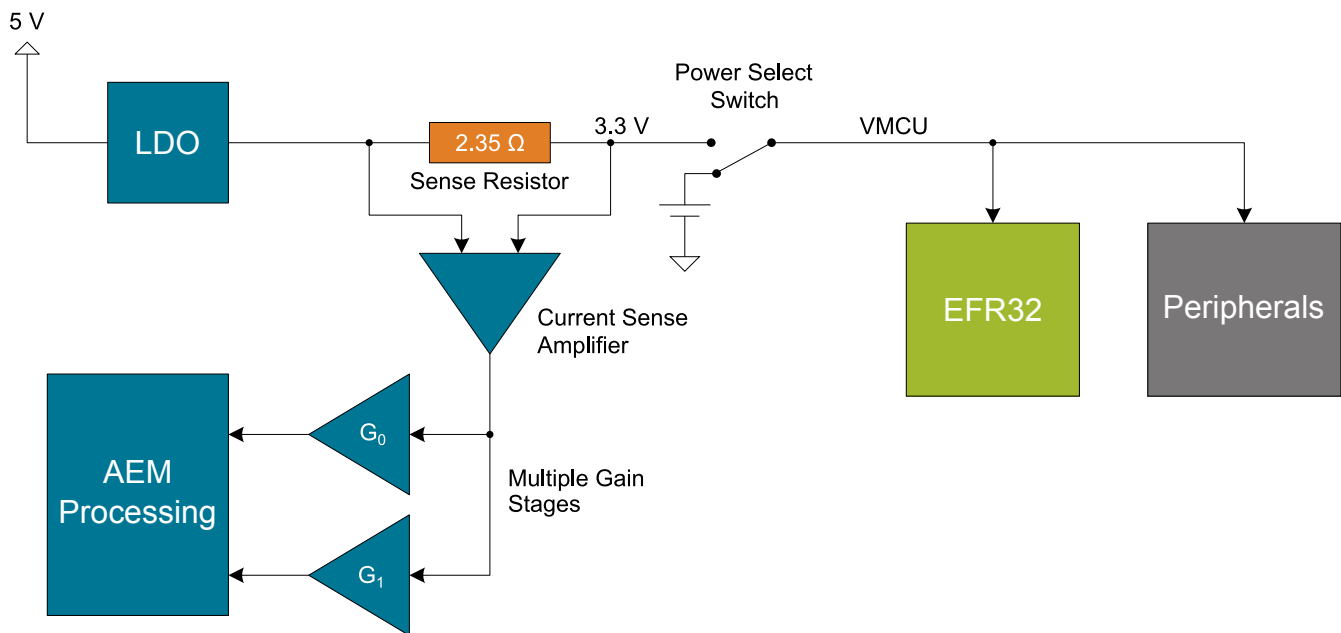 5 V
LDO
2.35 Ω
Sense Resistor
3.3 V
Power Select
Switch
VMCU
Current Sense
Amplifier
EFR32
Peripherals
AEM
Processing
G₀
Multiple Gain
Stages
G₁